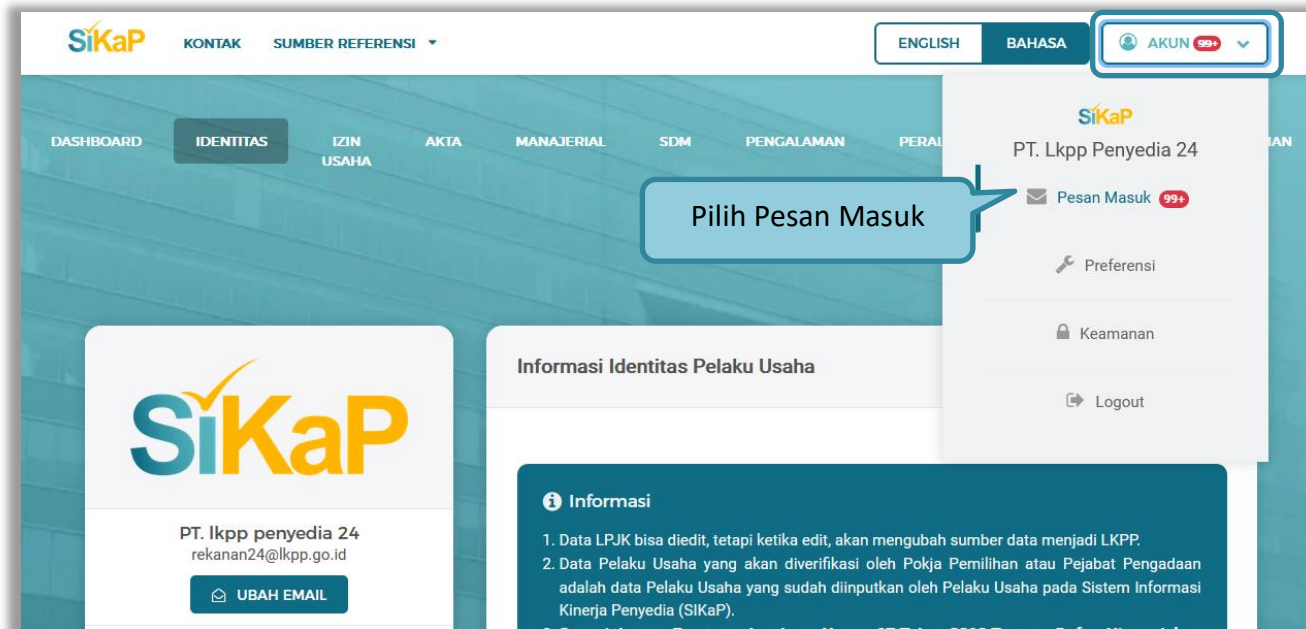 SiKaP KONTAK SUMBER REFERENSI ENGLISH BAHASA AKUN 99+
SiKaP
PT. Lkpp Penyedia 24
DASHBOARD IDENTITAS IZIN USAHA AKTA MANAJERIAL SDM PENGALAMAN
Pesan Masuk 99+
Pilih Pesan Masuk
Preferensi
Keamanan
Logout
SiKaP
PT. lkpp penyedia 24
rekanan24@lkpp.go.id
UBAH EMAIL
Informasi Identitas Pelaku Usaha
Informasi
1. Data LPJK bisa diedit, tetapi ketika edit, akan mengubah sumber data menjadi LKPP.
2. Data Pelaku Usaha yang akan diverifikasi oleh Pokja Pemilihan atau Pejabat Pengadaan
adalah data Pelaku Usaha yang sudah diinputkan oleh Pelaku Usaha pada Sistem Informasi
Kinerja Penyedia (SIKaP).